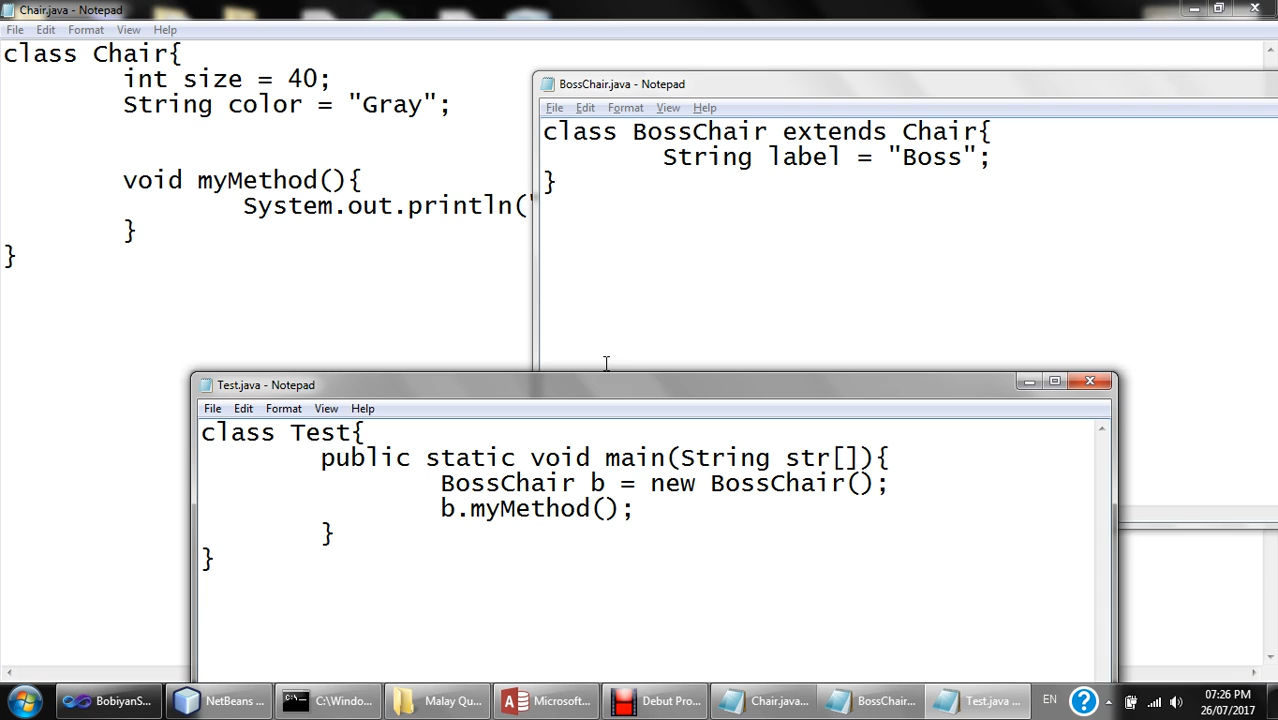 Chair.java - Notepad
File Edit Format View Help
class Chair{
int size = 40;
String color = "Gray";
void myMethod(){
System.out.println("
}
}
BossChair.java - Notepad
File Edit Format View Help
class BossChair extends Chair{
String label = "Boss";
}
Test.java - Notepad
File Edit Format View Help
class Test{
public static void main(String str[]){
BossChair b = new BossChair();
b.myMethod();
}
}
BobiyanS... NetBeans ... C:\Windo... Malay Qu... Microsoft... Debut Pro... Chair.java... BossChair... Test.java ... EN 07:26 PM
26/07/2017